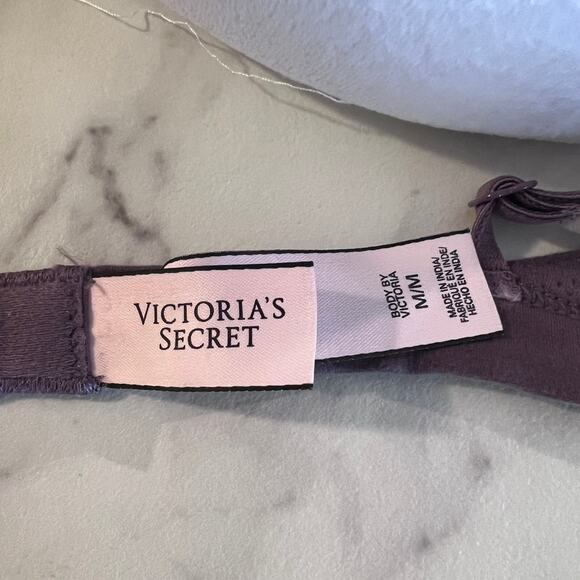 VICTORIA'S
SECRET
BODY BY
VICTORIA
M/M
MADE IN INDIA/
FABRIQUÉ EN INDE/
HECHO EN INDIA